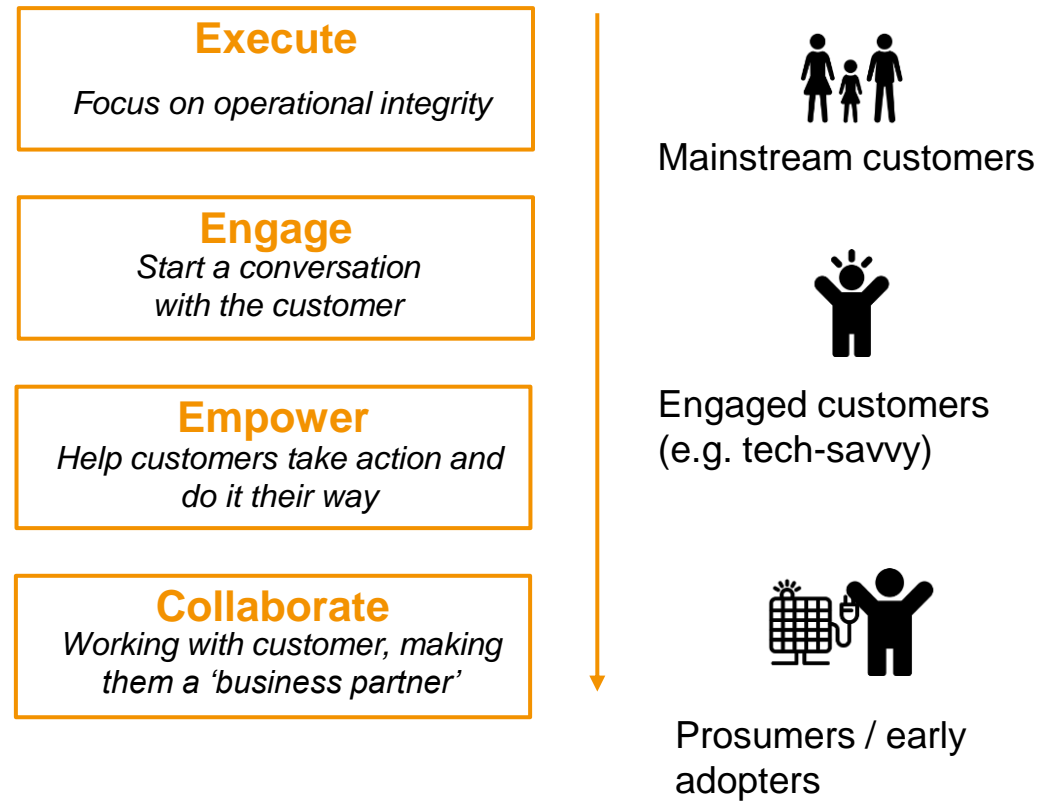 Execute
Focus on operational integrity
Engage
Start a conversation
with the customer
Empower
Help customers take action and
do it their way
Collaborate
Working with customer, making
them a ‘business partner’
Mainstream customers
Engaged customers
(e.g. tech-savvy)
Prosumers / early
adopters